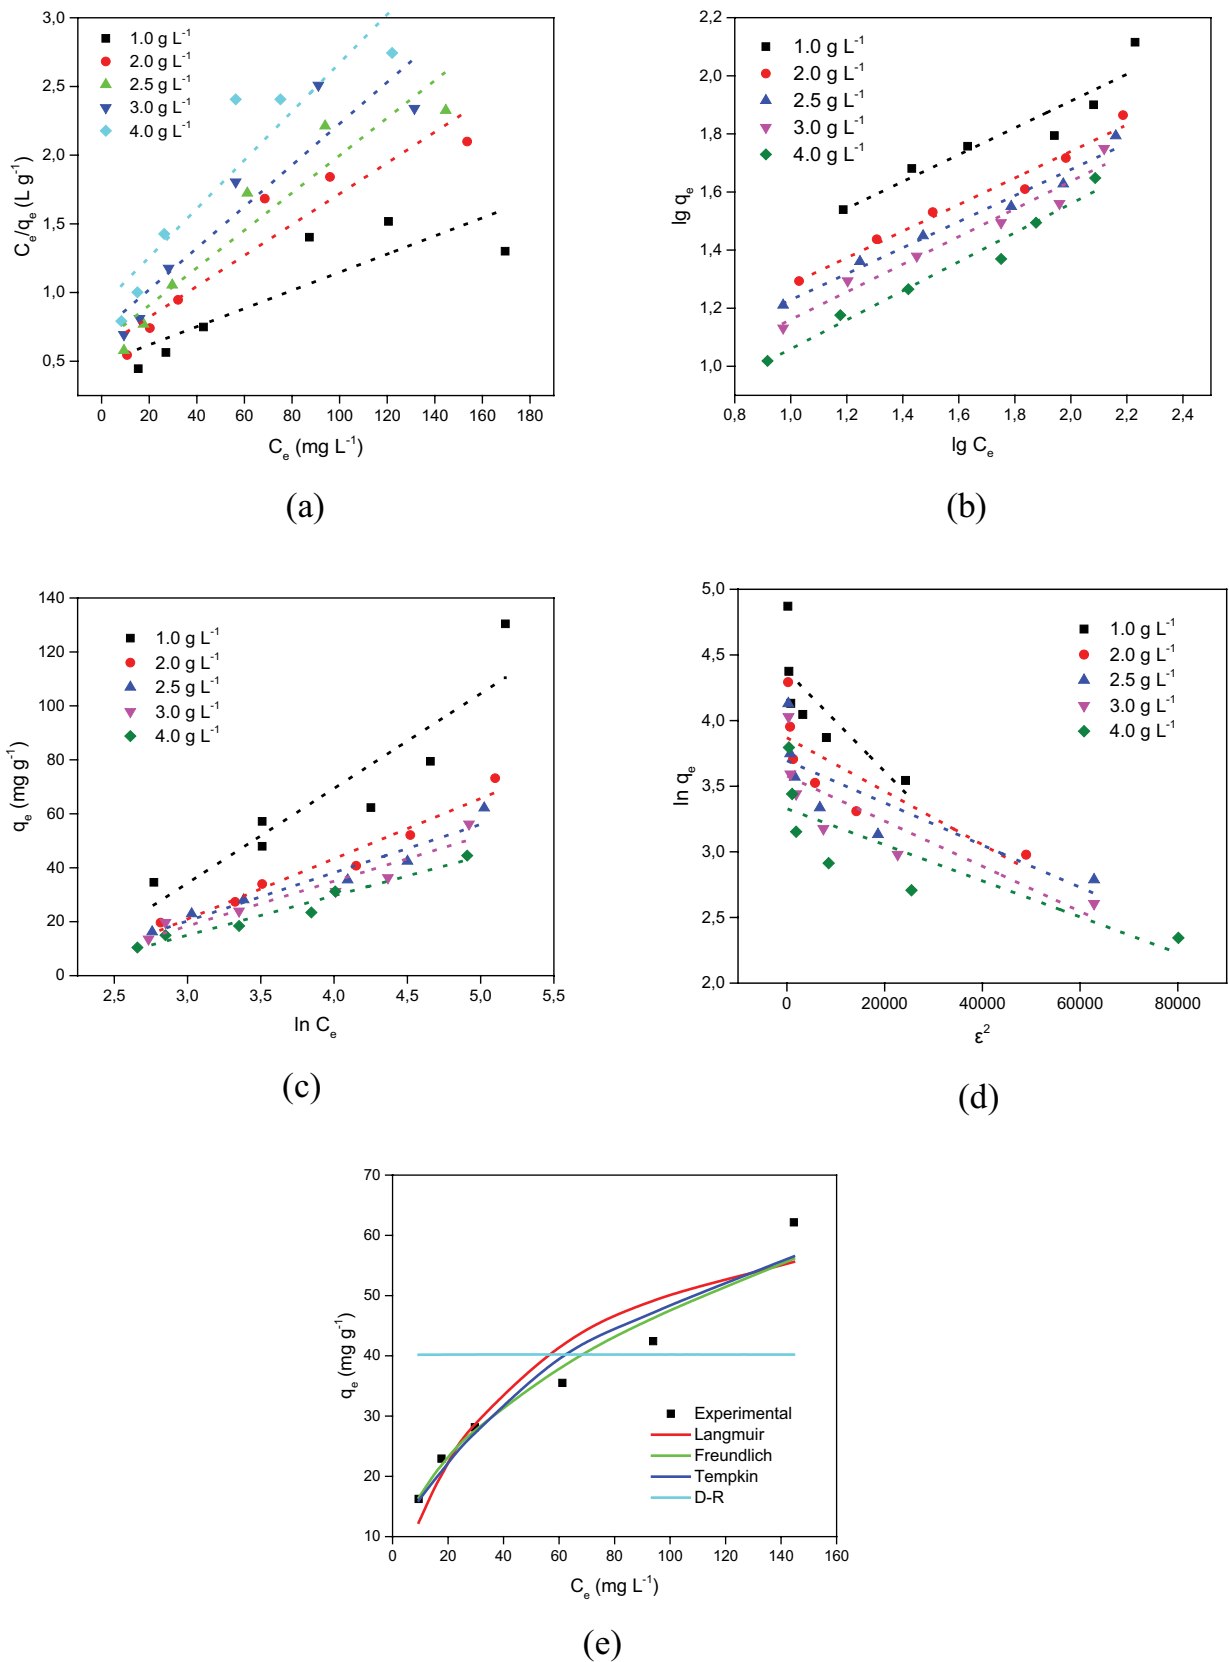 3,0
2,5
2,0
1,5
1,0
0,5
C_e/q_e (L g⁻¹)
1.0 g L⁻¹
2.0 g L⁻¹
2.5 g L⁻¹
3.0 g L⁻¹
4.0 g L⁻¹
0 20 40 60 80 100 120 140 160 180
C_e (mg L⁻¹)
(a)
2,2
2,0
1,8
1,6
1,4
1,2
1,0
lg q_e
1.0 g L⁻¹
2.0 g L⁻¹
2.5 g L⁻¹
3.0 g L⁻¹
4.0 g L⁻¹
0,8 1,0 1,2 1,4 1,6 1,8 2,0 2,2 2,4
lg C_e
(b)
140
120
100
80
60
40
20
0
q_e (mg g⁻¹)
1.0 g L⁻¹
2.0 g L⁻¹
2.5 g L⁻¹
3.0 g L⁻¹
4.0 g L⁻¹
2,5 3,0 3,5 4,0 4,5 5,0 5,5
ln C_e
(c)
5,0
4,5
4,0
3,5
3,0
2,5
2,0
ln q_e
1.0 g L⁻¹
2.0 g L⁻¹
2.5 g L⁻¹
3.0 g L⁻¹
4.0 g L⁻¹
0 20000 40000 60000 80000
ε²
(d)
70
60
50
40
30
20
10
q_e (mg g⁻¹)
Experimental
Langmuir
Freundlich
Tempkin
D-R
0 20 40 60 80 100 120 140 160
C_e (mg L⁻¹)
(e)